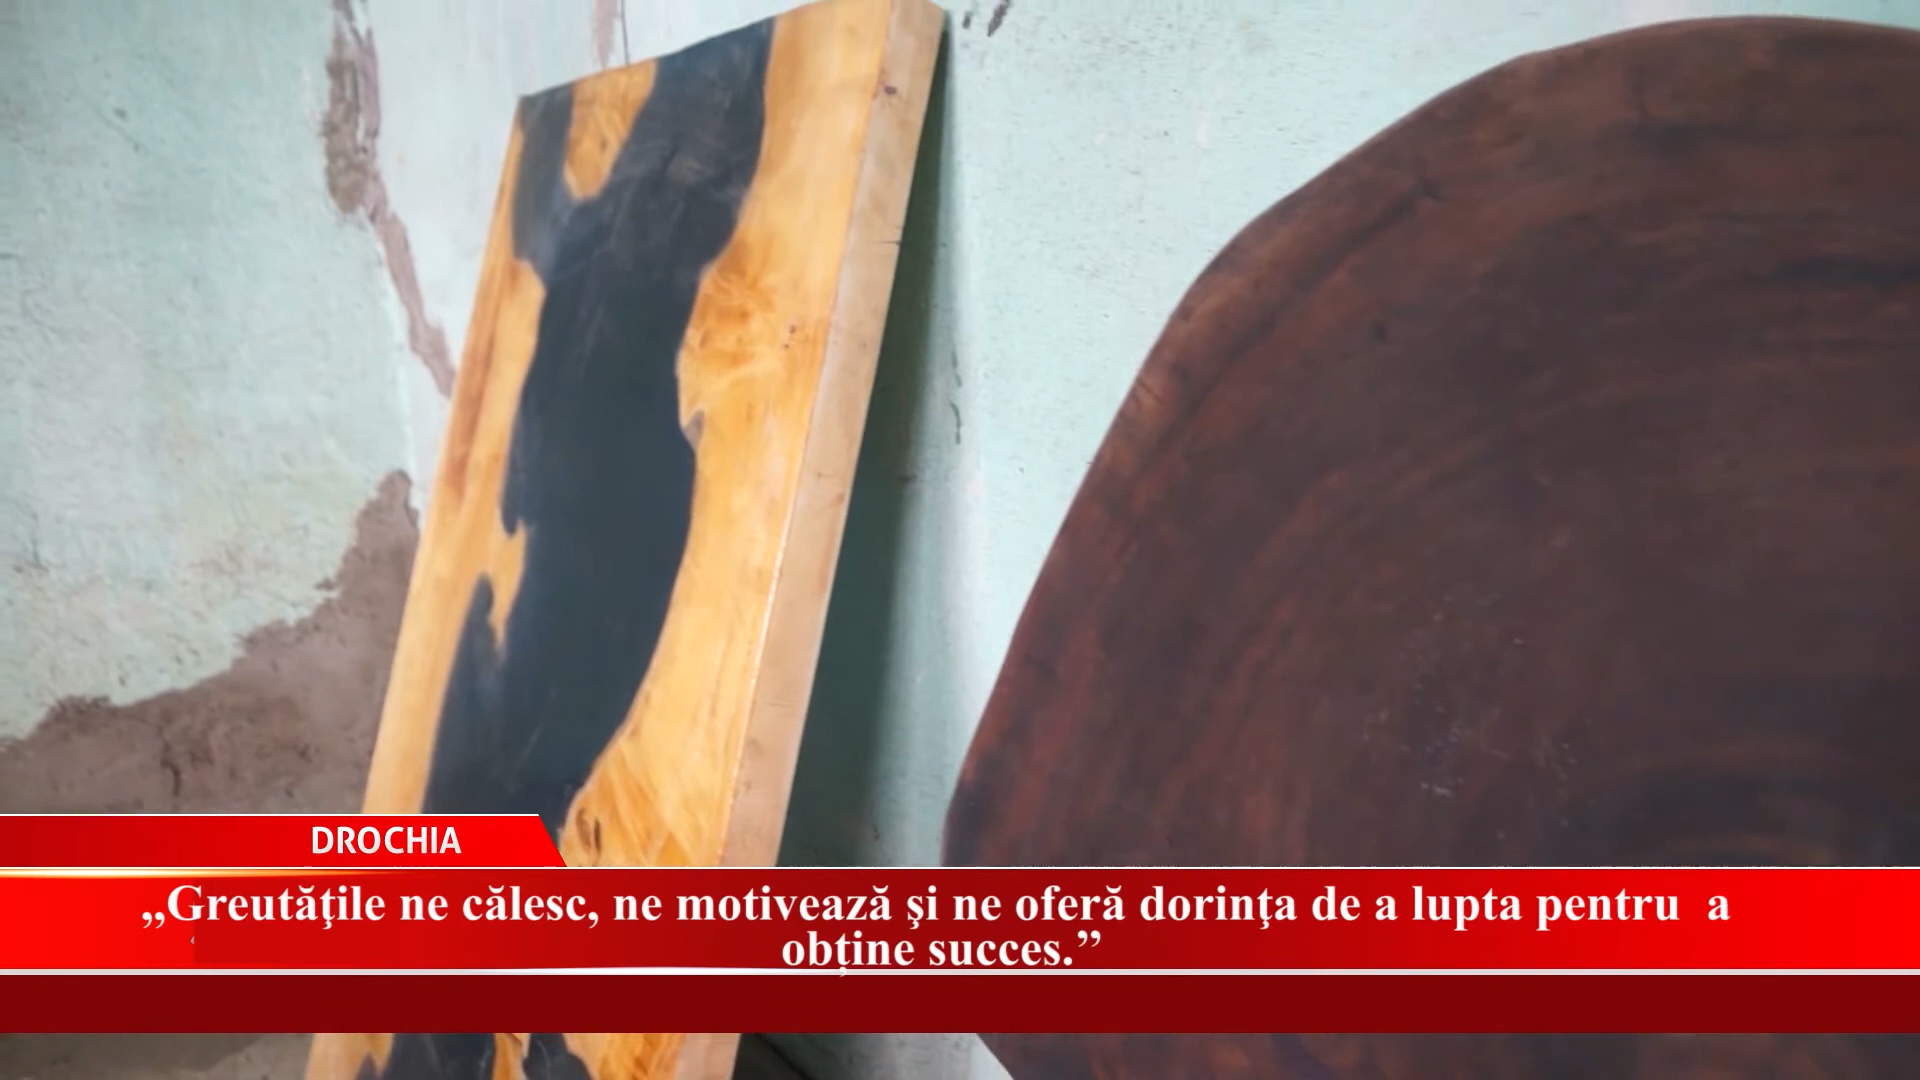 DROCHIA
„Greutăţile ne călesc, ne motivează şi ne oferă dorinţa de a lupta pentru a
obține succes.”